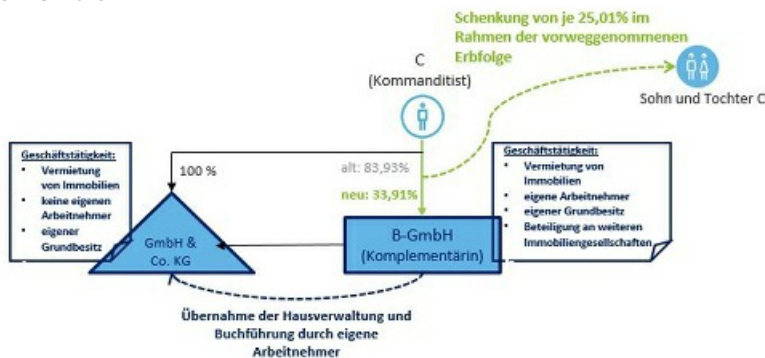 Schenkung von je 25,01% im
Rahmen der vorweggenommenen
Erbfolge
C
(Kommanditist)
Sohn und Tochter C
Geschäftstätigkeit:
• Vermietung
von Immobilien
• keine eigenen
Arbeitnehmer
• eigener
Grundbesitz
100 %
alt: 83,93%
neu: 33,91%
Geschäftstätigkeit:
• Vermietung von
Immobilien
• eigene Arbeitnehmer
• eigener Grundbesitz
• Beteiligung an weiteren
Immobiliengesellschaften
GmbH &
Co. KG
B-GmbH
(Komplementärin)
Übernahme der Hausverwaltung und
Buchführung durch eigene
Arbeitnehmer